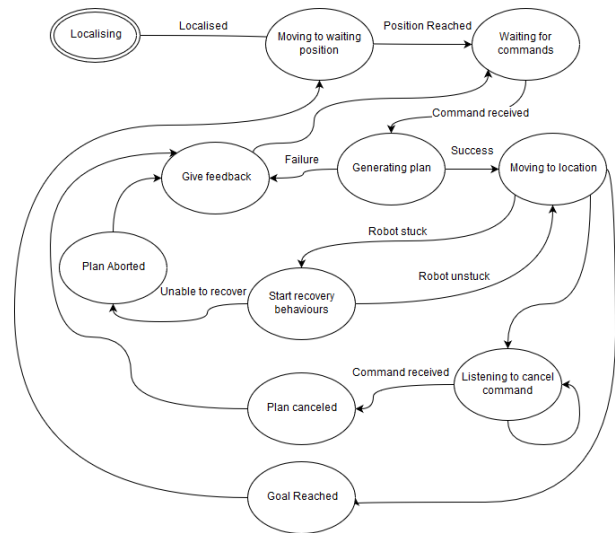 Localising
Localised
Moving to waiting
position
Position Reached
Waiting for
commands
Command received
Give feedback
Failure
Generating plan
Success
Moving to location
Robot stuck
Plan Aborted
Unable to recover
Start recovery
behaviours
Robot unstuck
Plan canceled
Command received
Listening to cancel
command
Goal Reached